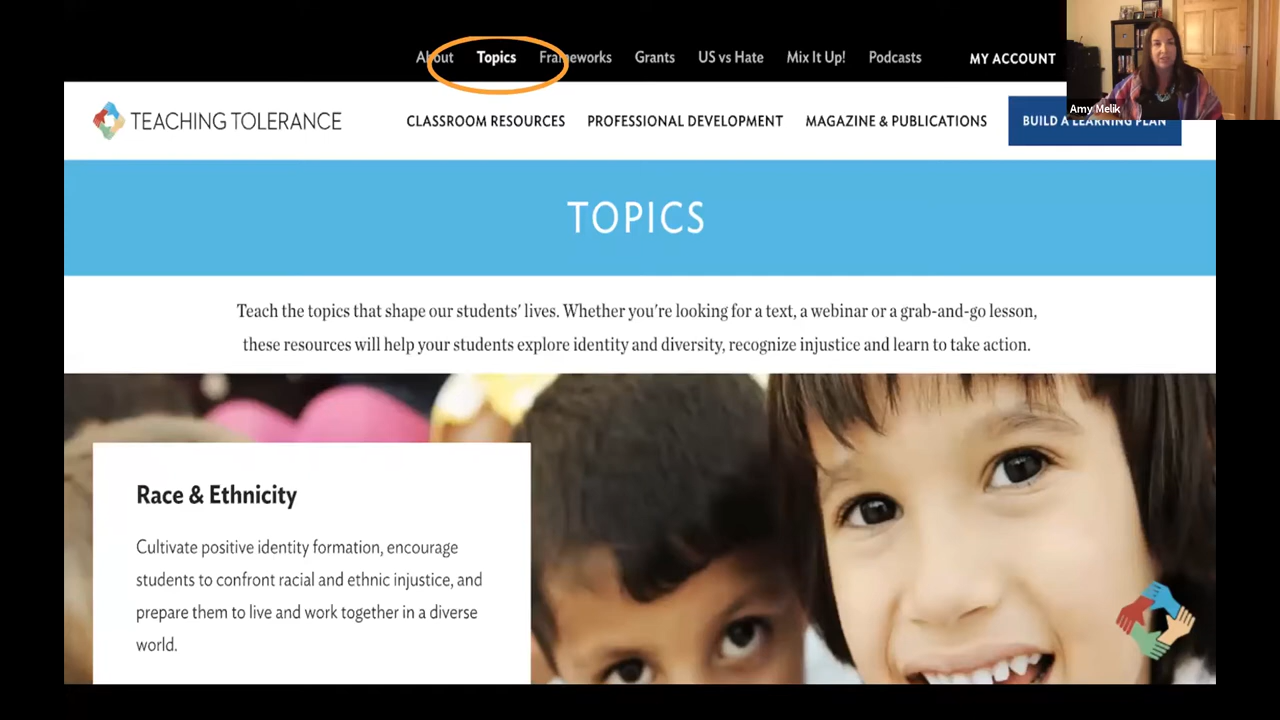 About Topics Frameworks Grants US vs Hate Mix It Up! Podcasts MY ACCOUNT
Amy Melik
TEACHING TOLERANCE CLASSROOM RESOURCES PROFESSIONAL DEVELOPMENT MAGAZINE & PUBLICATIONS BUILD A LEARNING PLAN
TOPICS
Teach the topics that shape our students' lives. Whether you're looking for a text, a webinar or a grab-and-go lesson,
these resources will help your students explore identity and diversity, recognize injustice and learn to take action.
Race & Ethnicity
Cultivate positive identity formation, encourage
students to confront racial and ethnic injustice, and
prepare them to live and work together in a diverse
world.